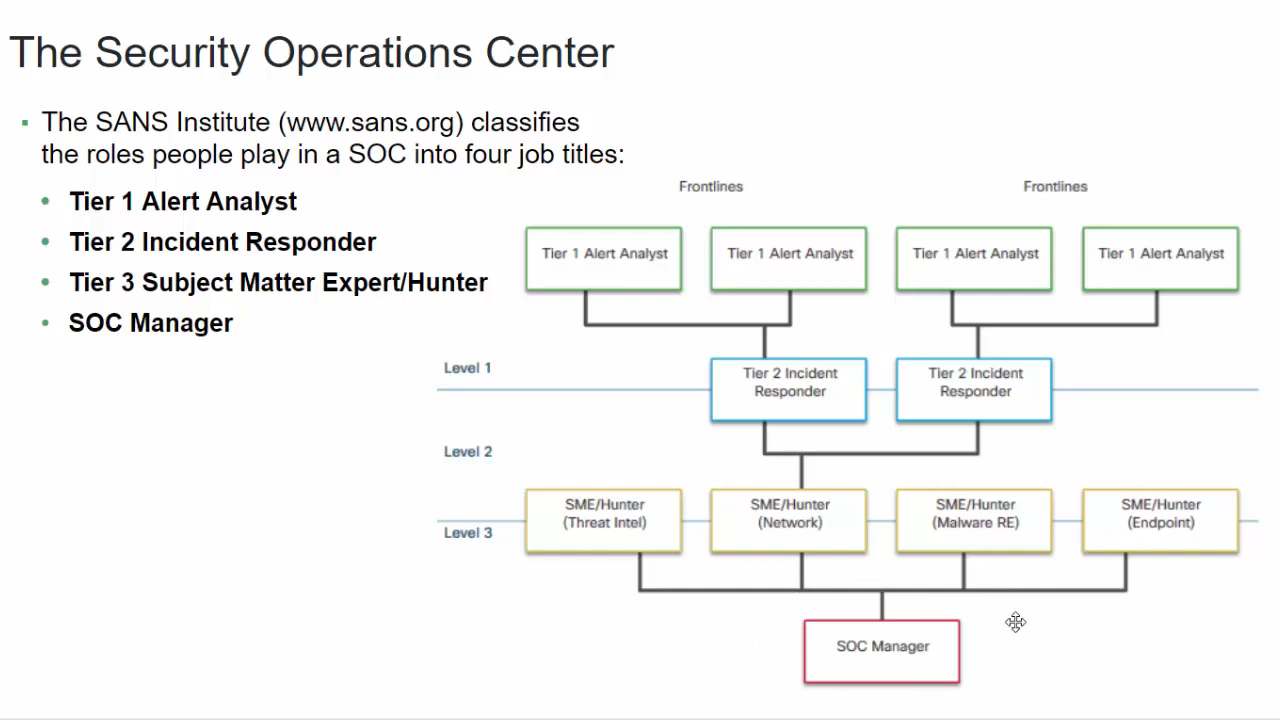 The Security Operations Center
The SANS Institute (www.sans.org) classifies
the roles people play in a SOC into four job titles:
Tier 1 Alert Analyst
Tier 2 Incident Responder
Tier 3 Subject Matter Expert/Hunter
SOC Manager
Frontlines
Frontlines
Tier 1 Alert Analyst
Tier 1 Alert Analyst
Tier 1 Alert Analyst
Tier 1 Alert Analyst
Level 1
Tier 2 Incident
Responder
Tier 2 Incident
Responder
Level 2
SME/Hunter
(Threat Intel)
SME/Hunter
(Network)
SME/Hunter
(Malware RE)
SME/Hunter
(Endpoint)
Level 3
SOC Manager